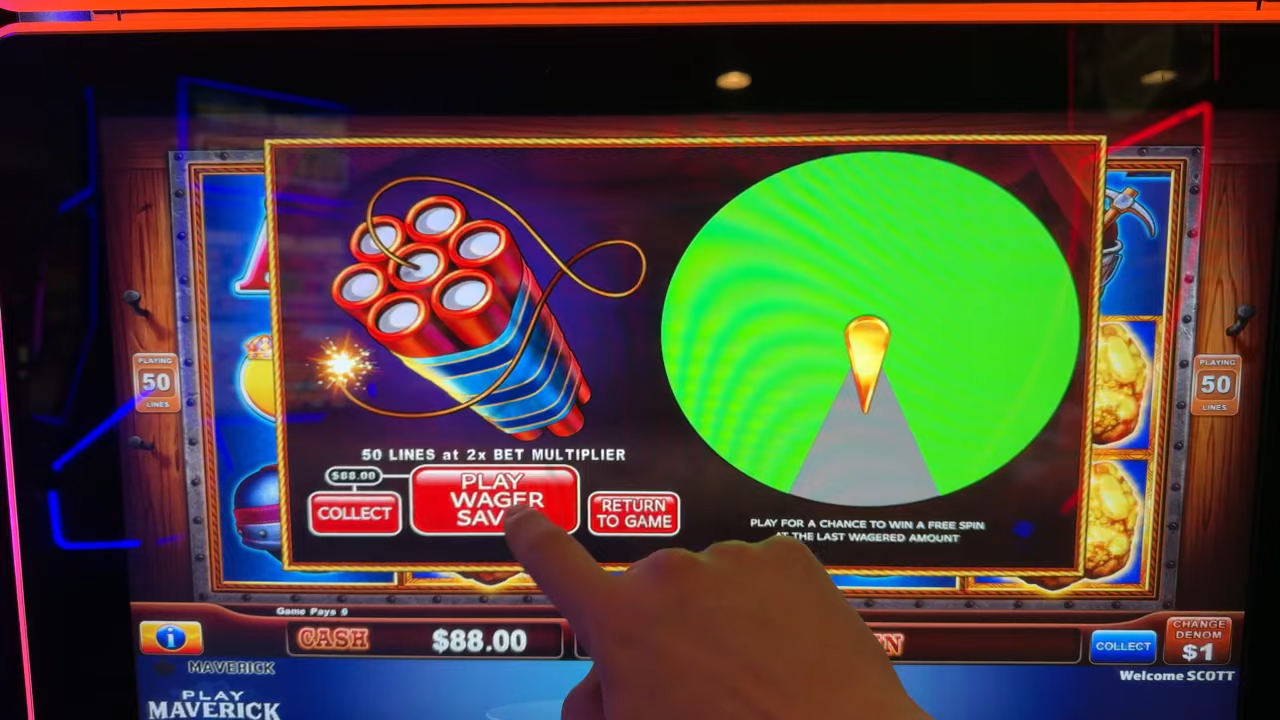 PLAYING
50
LINES
PLAYING
50
LINES
50 LINES at 2x BET MULTIPLIER
$88.00
COLLECT
PLAY
WAGER
RETURN
TO GAME
PLAY FOR A CHANCE TO WIN A FREE SPIN
AT THE LAST WAGERED AMOUNT
Game Pays 0
CASH
$88.00
COLLECT
CHANGE
DENOM
$1
MAVERICK
Welcome SCOTT
PLAY
MAVERICK